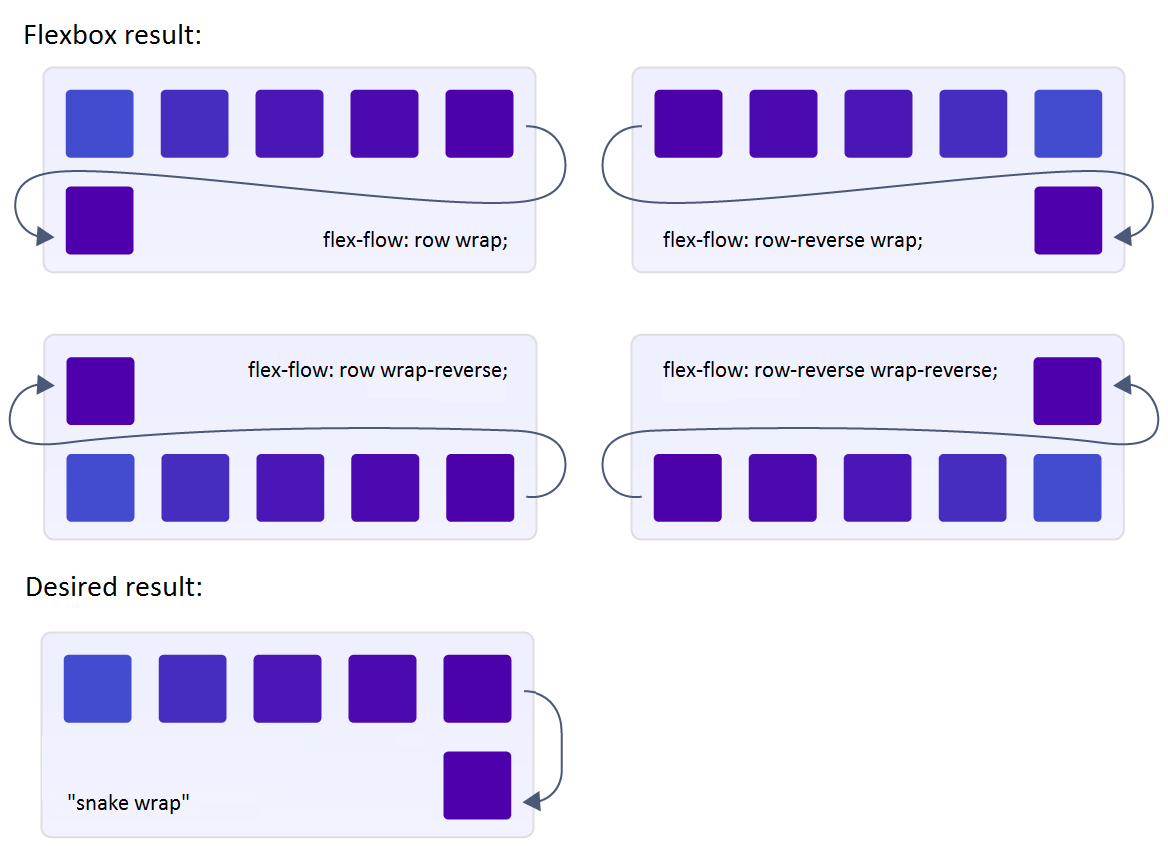 Flexbox result:
flex-flow: row wrap;
flex-flow: row-reverse wrap;
flex-flow: row wrap-reverse;
flex-flow: row-reverse wrap-reverse;
Desired result:
"snake wrap"